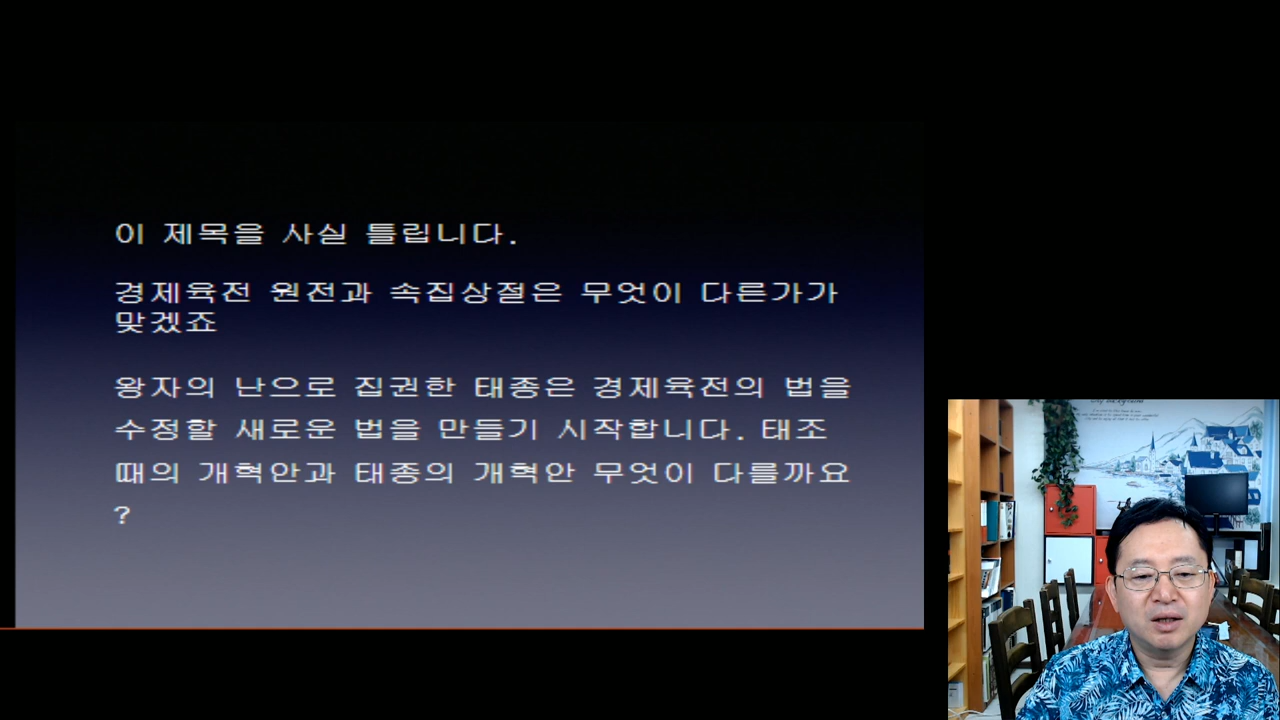 이 제목을 사실 틀립니다.
경제육전 원전과 속집상절은 무엇이 다른가가
맞겠죠
왕자의 난으로 집권한 태종은 경제육전의 법을
수정할 새로운 법을 만들기 시작합니다. 태조
때의 개혁안과 태종의 개혁안 무엇이 다를까요
?